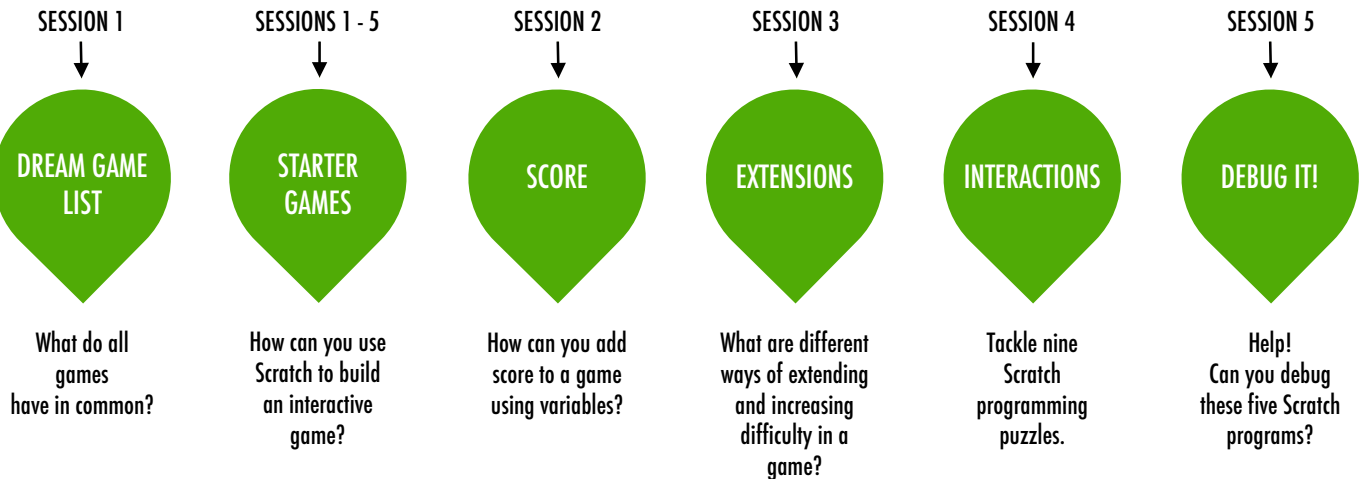 SESSION 1
DREAM GAME
LIST
What do all
games
have in common?
SESSIONS 1 - 5
STARTER
GAMES
How can you use
Scratch to build
an interactive
game?
SESSION 2
SCORE
How can you add
score to a game
using variables?
SESSION 3
EXTENSIONS
What are different
ways of extending
and increasing
difficulty in a
game?
SESSION 4
INTERACTIONS
Tackle nine
Scratch
programming
puzzles.
SESSION 5
DEBUG IT!
Help!
Can you debug
these five Scratch
programs?